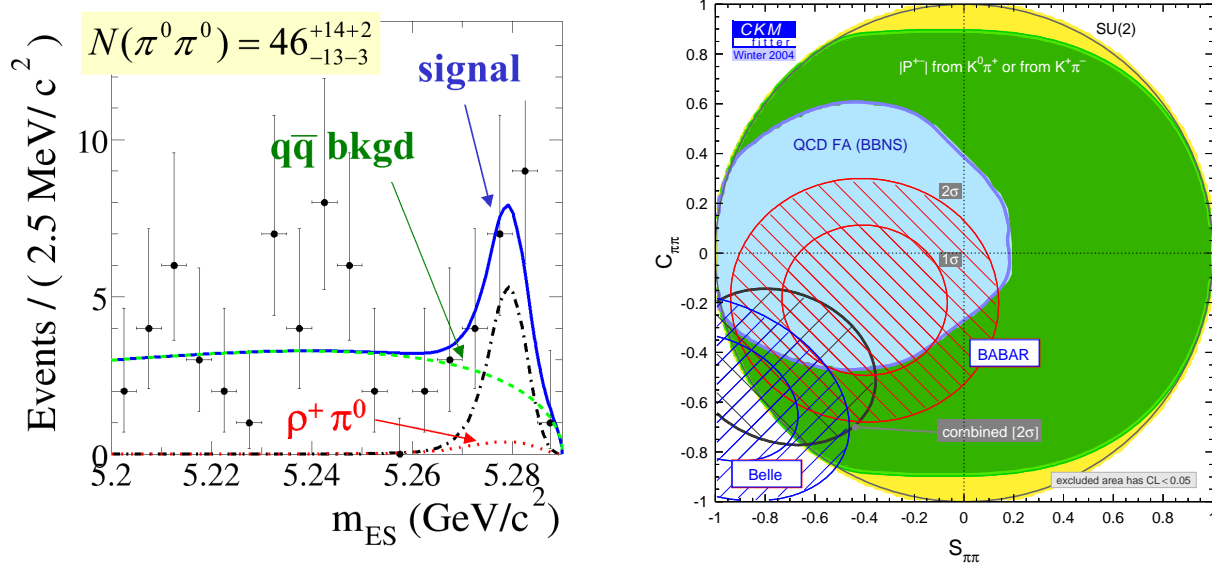 N(π⁰π⁰) = 46 +14+2 −13−3
signal
qq̅ bkgd
ρ⁺ π⁰
Events / ( 2.5 MeV/ c²)
10
5
0
5.2
5.22
5.24
5.26
5.28
m_ES (GeV/c²)
CKM
fitter
Winter 2004
SU(2)
|P⁺⁻| from K⁰π⁺ or from K⁺π⁻
QCD FA (BBNS)
2σ
1σ
BABAR
combined [2σ]
Belle
excluded area has CL < 0.05
C_ππ
1
0.8
0.6
0.4
0.2
0
-0.2
-0.4
-0.6
-0.8
-1
-1
-0.8
-0.6
-0.4
-0.2
0
0.2
0.4
0.6
0.8
1
S_ππ